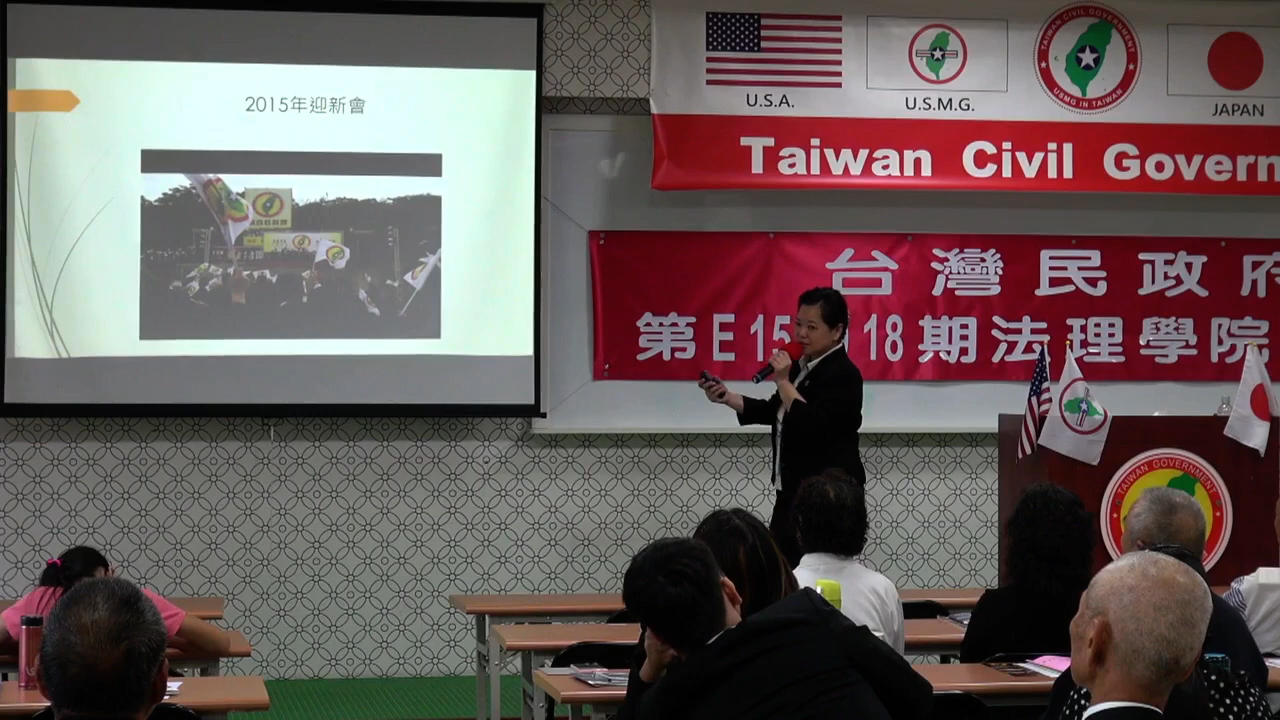 2015年迎新會
U.S.A.
U.S.M.G.
TAIWAN CIVIL GOVERNMENT
USMG IN TAIWAN
JAPAN
Taiwan Civil Govern
台灣民政府
第E15 18期法理學院
TAIWAN GOVERNMENT